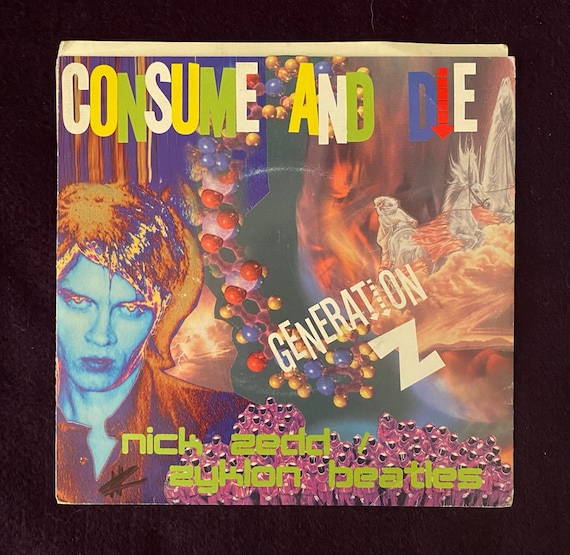 CONSUME AND DIE
GENERATION
Z
nick zedd /
zyklon beatles